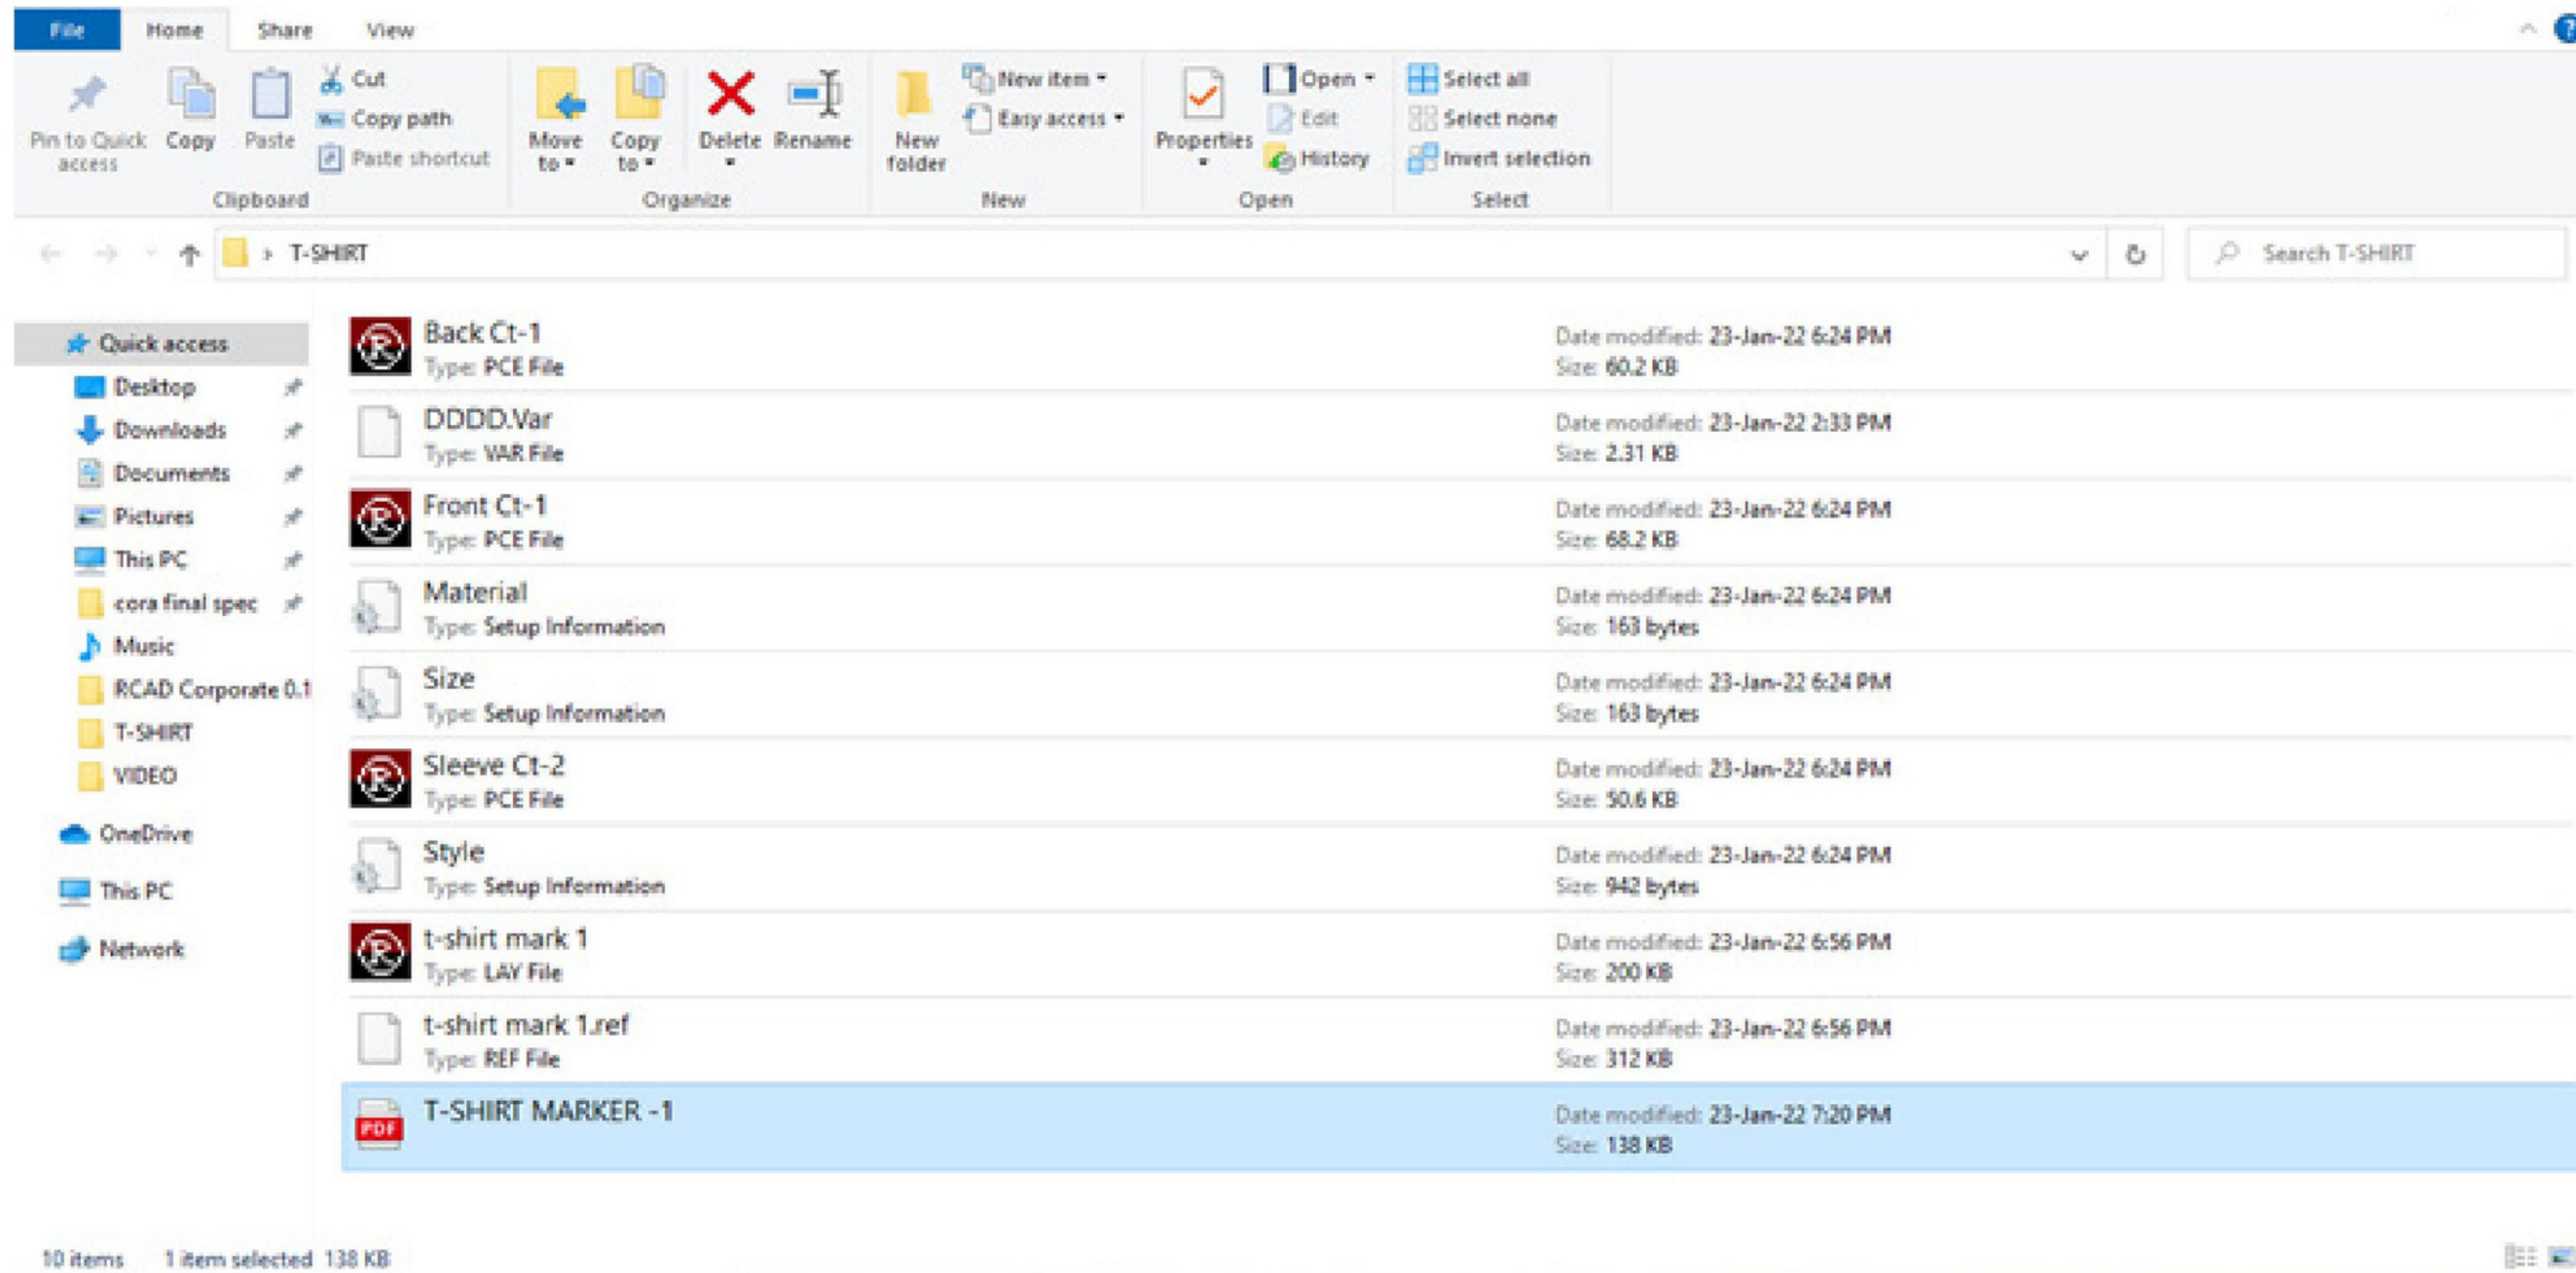 File Home Share View
Pin to Quick access
Copy
Paste
Cut
Copy path
Paste shortcut
Clipboard
Move to
Copy to
Delete
Rename
Organize
New folder
New item
Easy access
New
Properties
Open
Edit
History
Open
Select all
Select none
Invert selection
Select
T-SHIRT
Search T-SHIRT
Quick access
Desktop
Downloads
Documents
Pictures
This PC
cora final spec
Music
RCAD Corporate 0.1
T-SHIRT
VIDEO
OneDrive
This PC
Network
Back Ct-1
Type: PCE File
Date modified: 23-Jan-22 6:24 PM
Size: 60.2 KB
DDDD.Var
Type: VAR File
Date modified: 23-Jan-22 2:33 PM
Size: 2.31 KB
Front Ct-1
Type: PCE File
Date modified: 23-Jan-22 6:24 PM
Size: 68.2 KB
Material
Type: Setup Information
Date modified: 23-Jan-22 6:24 PM
Size: 163 bytes
Size
Type: Setup Information
Date modified: 23-Jan-22 6:24 PM
Size: 163 bytes
Sleeve Ct-2
Type: PCE File
Date modified: 23-Jan-22 6:24 PM
Size: 50.6 KB
Style
Type: Setup Information
Date modified: 23-Jan-22 6:24 PM
Size: 942 bytes
t-shirt mark 1
Type: LAY File
Date modified: 23-Jan-22 6:56 PM
Size: 200 KB
t-shirt mark 1.ref
Type: REF File
Date modified: 23-Jan-22 6:56 PM
Size: 312 KB
PDF
T-SHIRT MARKER -1
Date modified: 23-Jan-22 7:20 PM
Size: 138 KB
10 items 1 item selected 138 KB